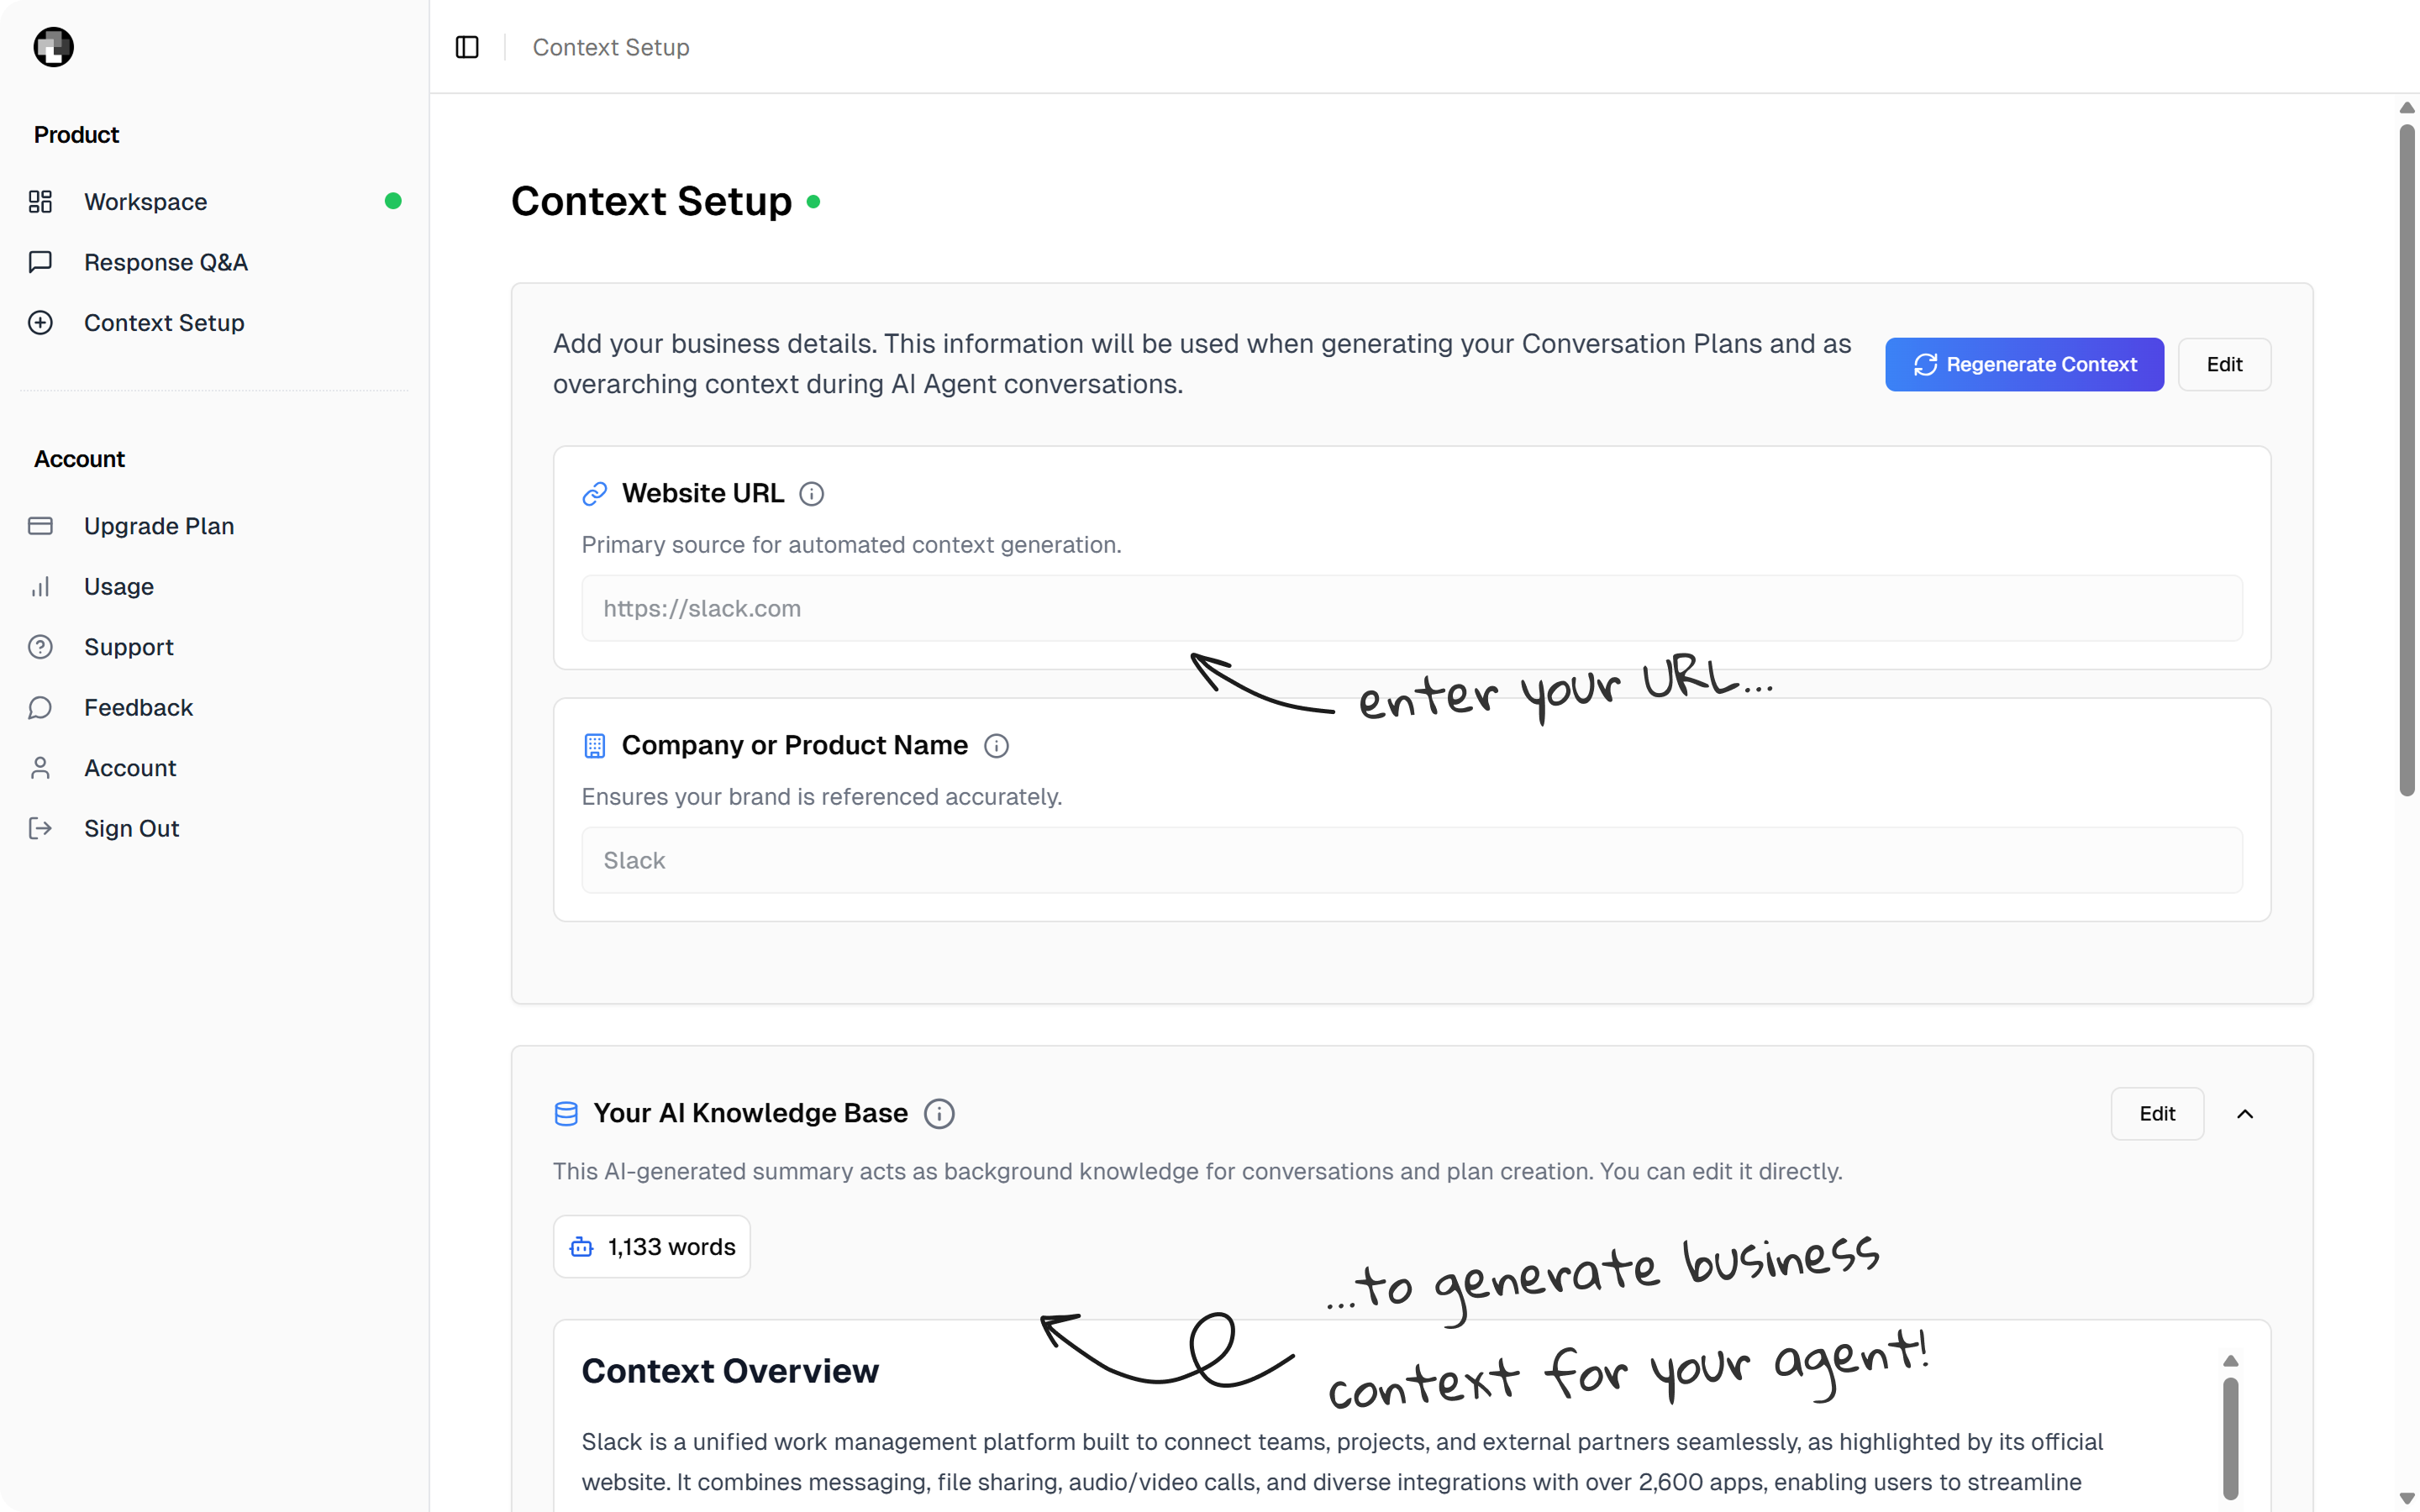 Context Setup
Product
Workspace
Response Q&A
Context Setup
Account
Upgrade Plan
Usage
Support
Feedback
Account
Sign Out
Context Setup
Add your business details. This information will be used when generating your Conversation Plans and as
overarching context during AI Agent conversations.
Regenerate Context
Edit
Website URL
Primary source for automated context generation.
https://slack.com
enter your URL...
Company or Product Name
Ensures your brand is referenced accurately.
Slack
Your AI Knowledge Base
Edit
This AI-generated summary acts as background knowledge for conversations and plan creation. You can edit it directly.
1,133 words
...to generate business
context for your agent!
Context Overview
Slack is a unified work management platform built to connect teams, projects, and external partners seamlessly, as highlighted by its official
website. It combines messaging, file sharing, audio/video calls, and diverse integrations with over 2,600 apps, enabling users to streamline